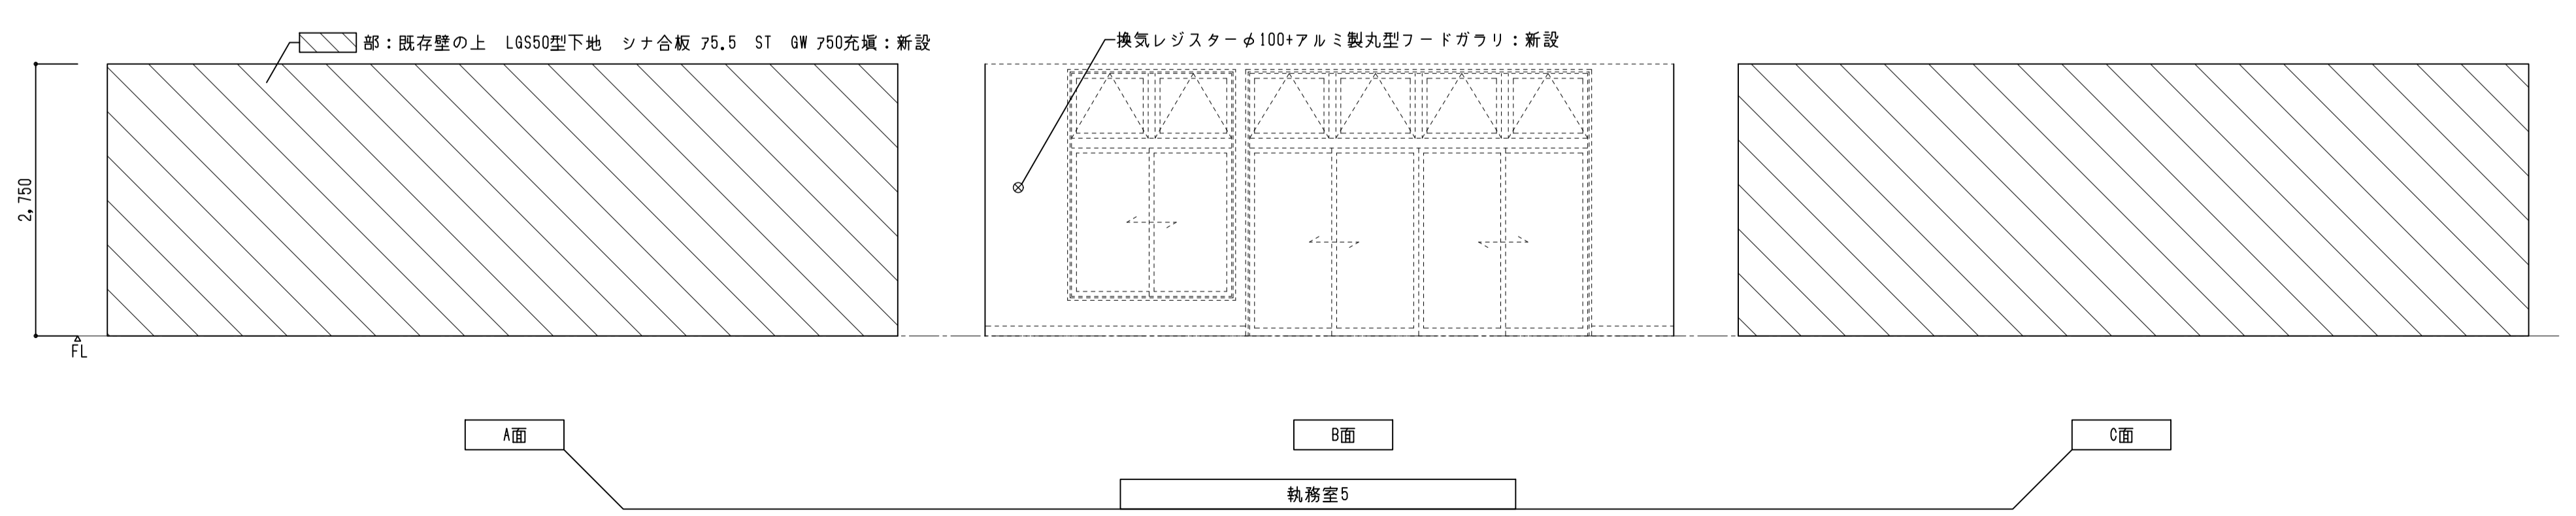 部：既存壁の上　LGS50型下地　シナ合板 ｱ5.5　ST　GW ｱ50充塡：新設
換気レジスターφ100+アルミ製丸型フードガラリ：新設
2,750
FL
A面
B面
C面
執務室5